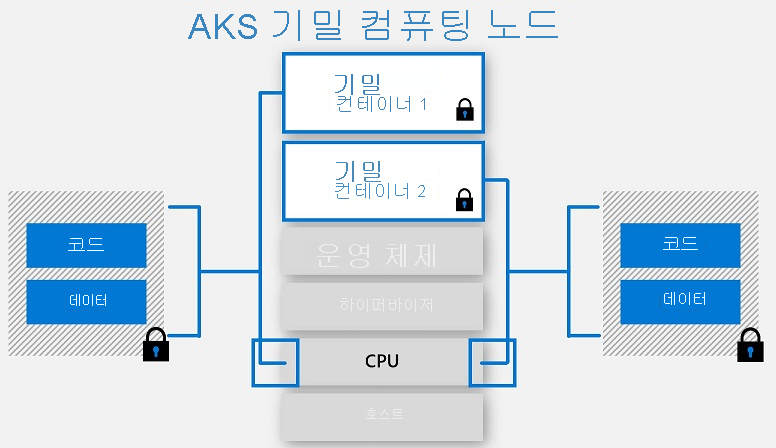 AKS 기밀 컴퓨팅 노드
기밀
컨테이너 1
기밀
컨테이너 2
운영 체제
하이퍼바이저
CPU
호스트
코드
데이터
코드
데이터